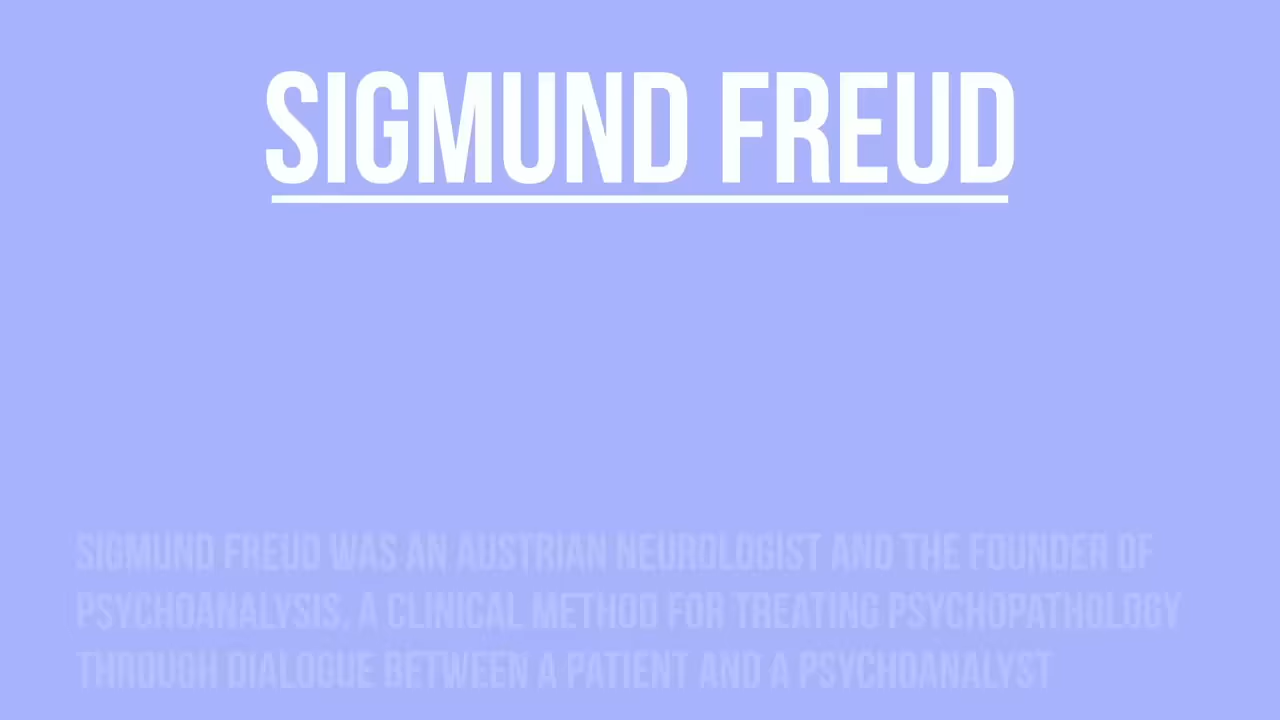 SIGMUND FREUD
SIGMUND FREUD WAS AN AUSTRIAN NEUROLOGIST AND THE FOUNDER OF
PSYCHOANALYSIS, A CLINICAL METHOD FOR TREATING PSYCHOPATHOLOGY
THROUGH DIALOGUE BETWEEN A PATIENT AND A PSYCHOANALYST